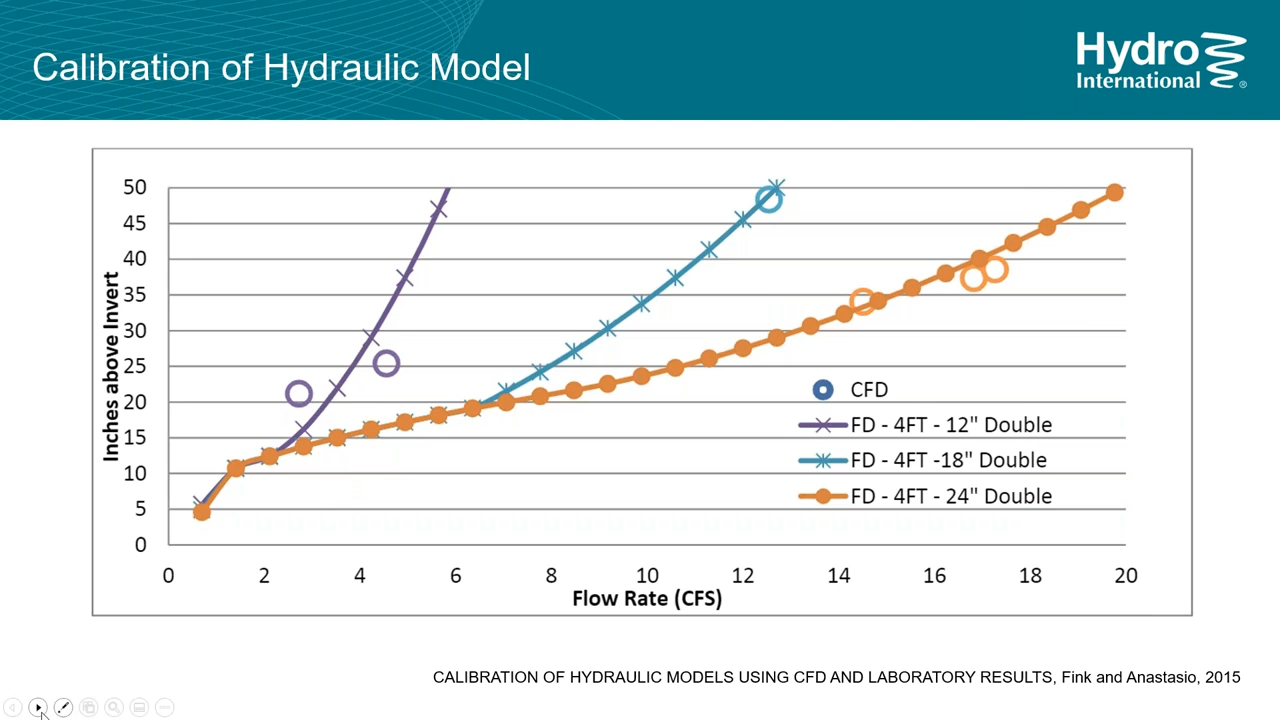 Calibration of Hydraulic Model
Hydro
International
®
50
45
40
35
30
25
20
15
10
5
0
Inches above Invert
0 2 4 6 8 10 12 14 16 18 20
Flow Rate (CFS)
CFD
FD - 4FT - 12" Double
FD - 4FT -18" Double
FD - 4FT - 24" Double
CALIBRATION OF HYDRAULIC MODELS USING CFD AND LABORATORY RESULTS, Fink and Anastasio, 2015